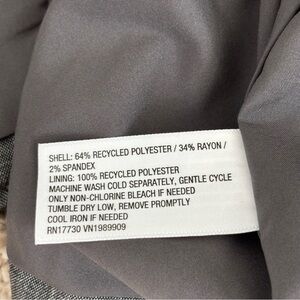 SHELL: 64% RECYCLED POLYESTER / 34% RAYON /
2% SPANDEX
LINING: 100% RECYCLED POLYESTER
MACHINE WASH COLD SEPARATELY, GENTLE CYCLE
ONLY NON-CHLORINE BLEACH IF NEEDED
TUMBLE DRY LOW, REMOVE PROMPTLY
COOL IRON IF NEEDED
RN17730 VN1989909